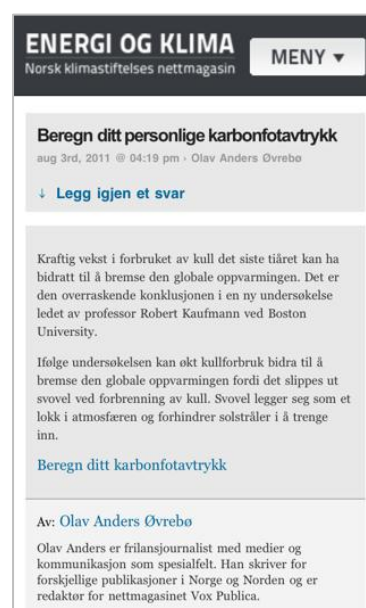 ENERGI OG KLIMA
Norsk klimastiftelses nettmagasin
MENY ▾
Beregn ditt personlige karbonfotavtrykk
aug 3rd, 2011 @ 04:19 pm › Olav Anders Øvrebø
↓ Legg igjen et svar
Kraftig vekst i forbruket av kull det siste tiåret kan ha
bidratt til å bremse den globale oppvarmingen. Det er
den overraskende konklusjonen i en ny undersøkelse
ledet av professor Robert Kaufmann ved Boston
University.
Ifølge undersøkelsen kan økt kullforbruk bidra til å
bremse den globale oppvarmingen fordi det slippes ut
svovel ved forbrenning av kull. Svovel legger seg som et
lokk i atmosfæren og forhindrer solstråler i å trenge
inn.
Beregn ditt karbonfotavtrykk
Av: Olav Anders Øvrebø
Olav Anders er frilansjournalist med medier og
kommunikasjon som spesialfelt. Han skriver for
forskjellige publikasjoner i Norge og Norden og er
redaktør for nettmagasinet Vox Publica.